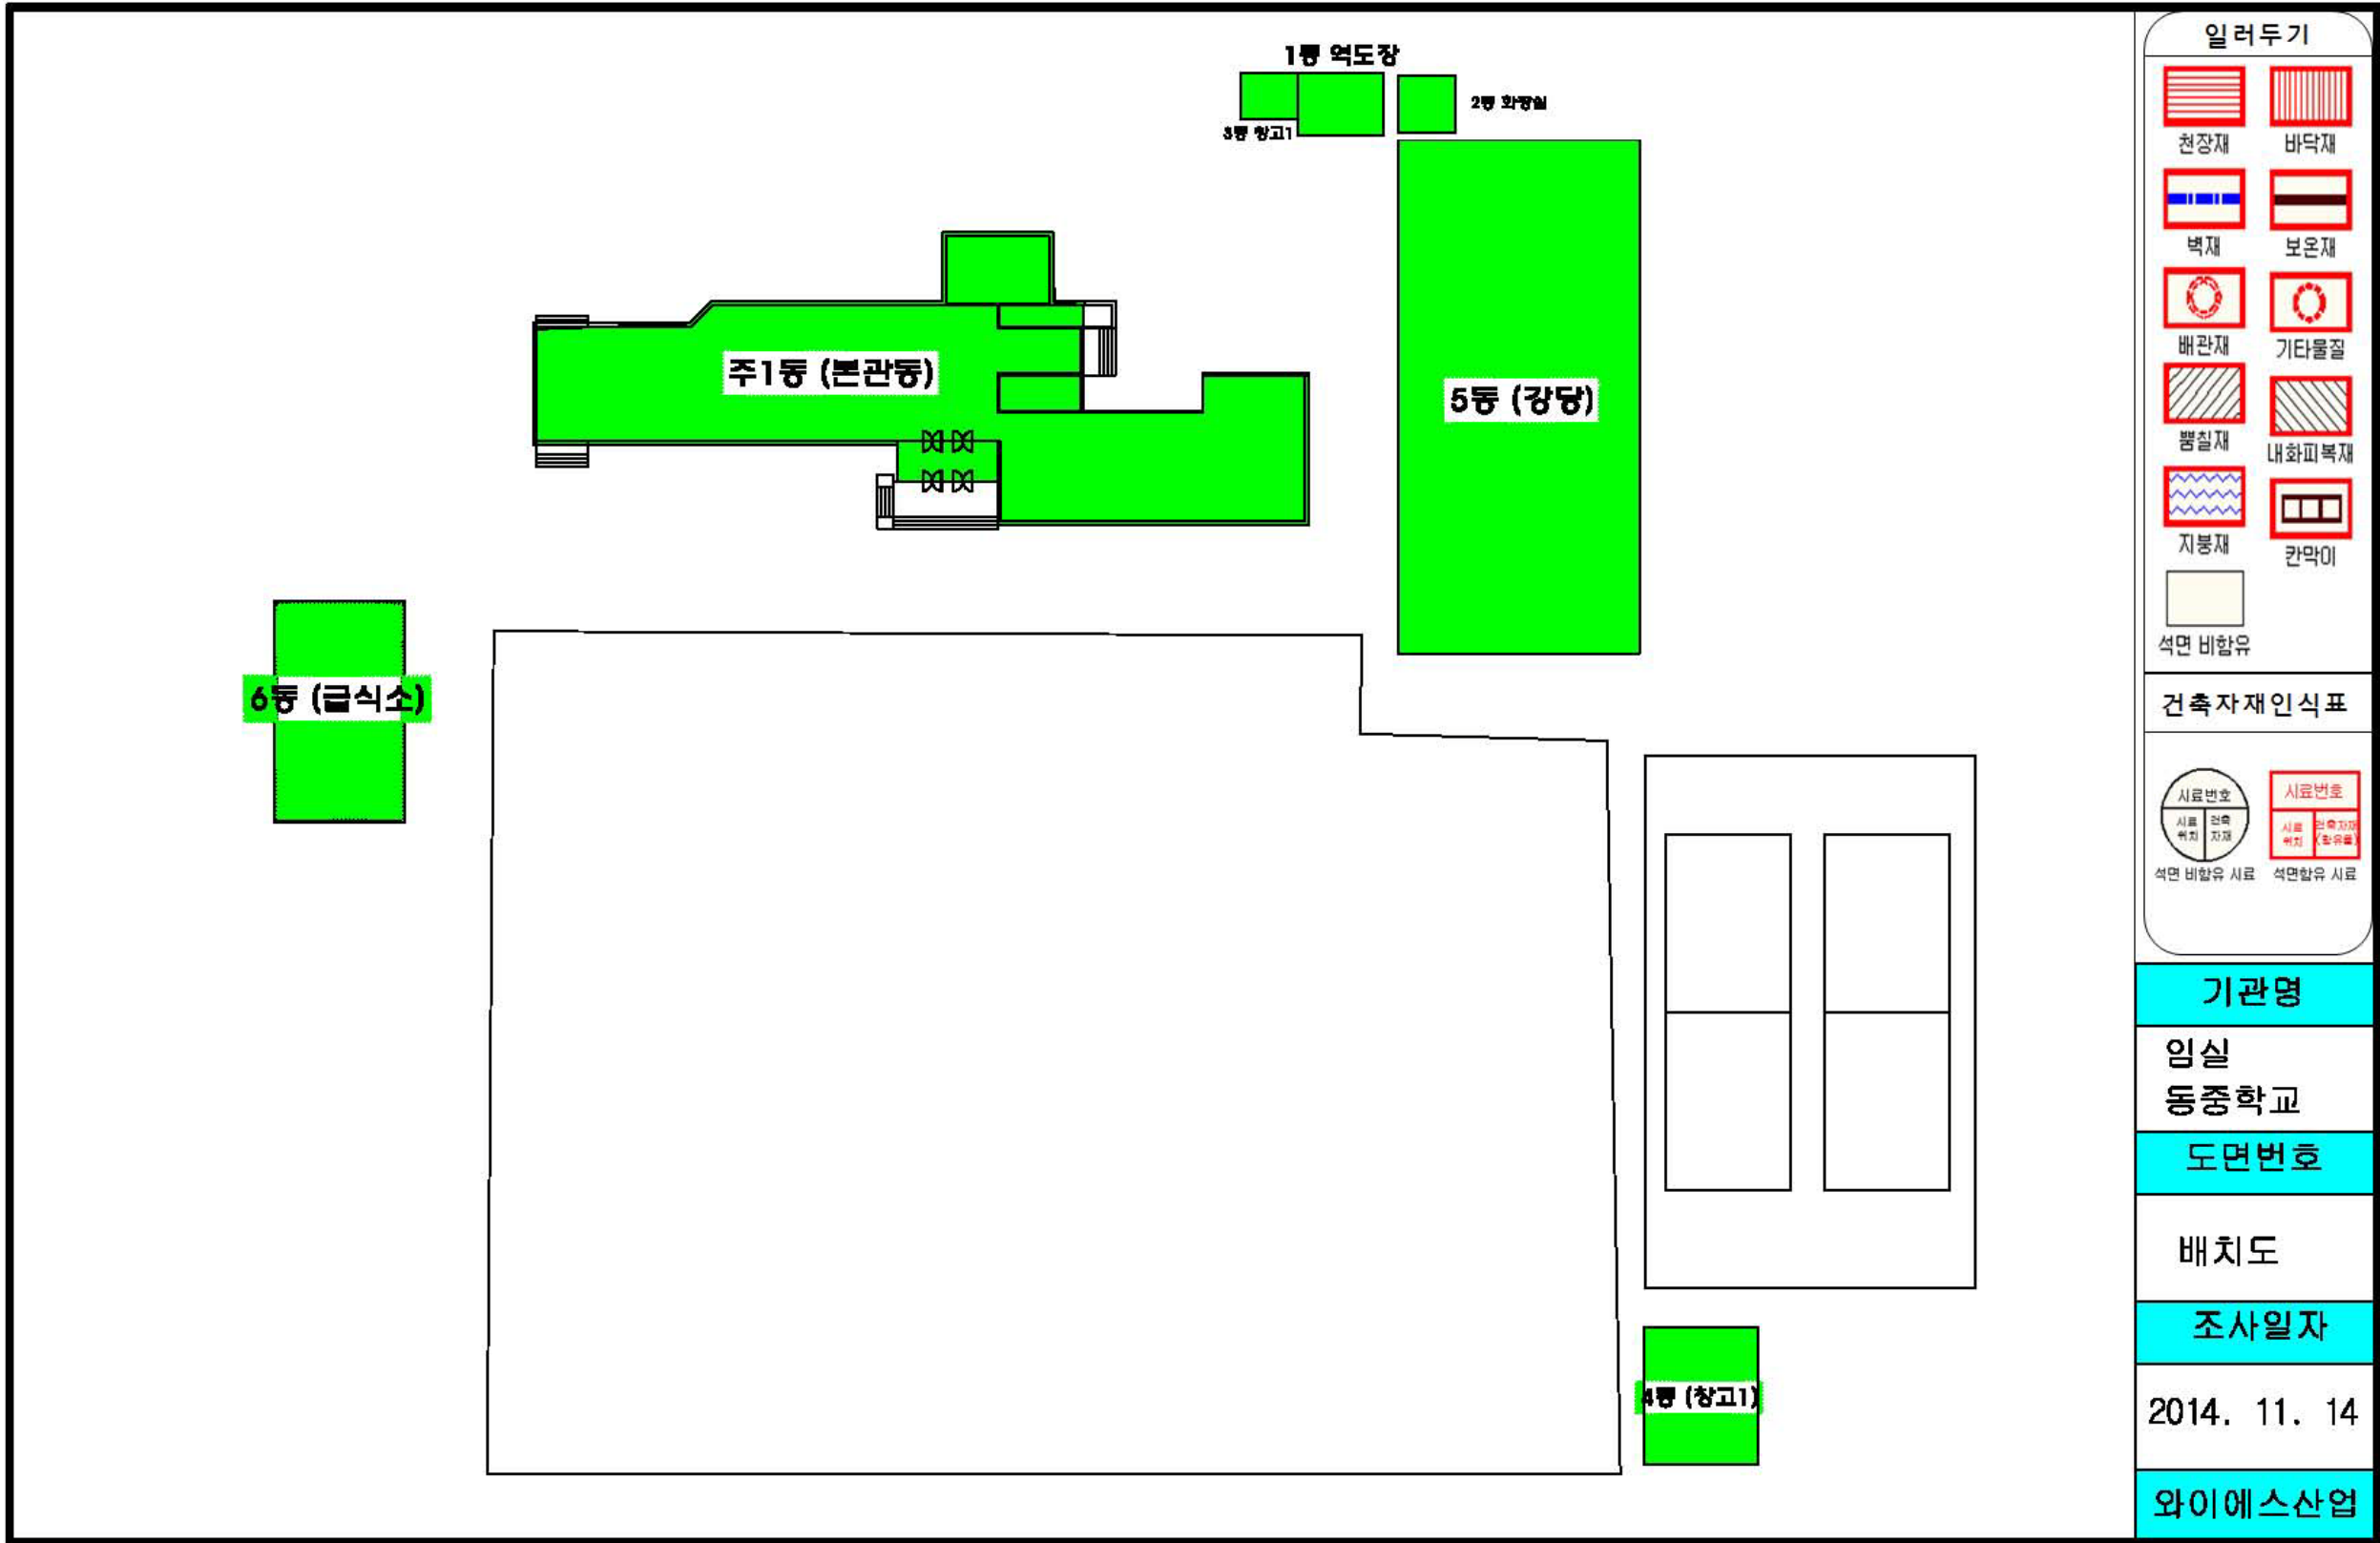 1동 역도장
2동 화장실
3동 창고1
주1동 (본관동)
5동 (강당)
6동 (급식소)
4동 (창고1)
일러두기
천장재
바닥재
벽재
보온재
배관재
기타물질
뿜칠재
내화피복재
지붕재
칸막이
석면 비함유
건축자재인식표
시료번호
시료
위치
건축
자재
석면 비함유 시료
시료번호
시료
위치
건축자재
(함유율)
석면함유 시료
기관명
임실
동중학교
도면번호
배치도
조사일자
2014. 11. 14
와이에스산업